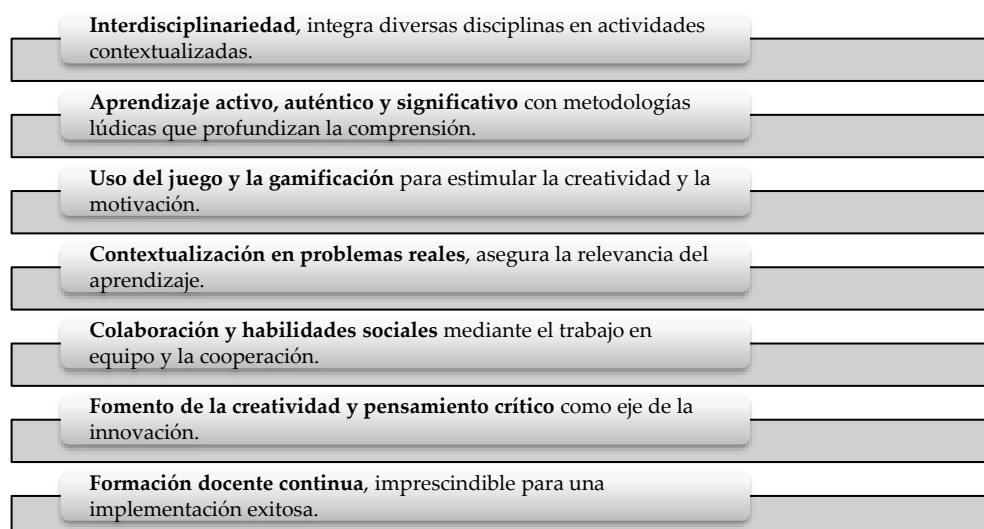 Interdisciplinariedad, integra diversas disciplinas en actividades
contextualizadas.
Aprendizaje activo, auténtico y significativo con metodologías
lúdicas que profundizan la comprensión.
Uso del juego y la gamificación para estimular la creatividad y la
motivación.
Contextualización en problemas reales, asegura la relevancia del
aprendizaje.
Colaboración y habilidades sociales mediante el trabajo en
equipo y la cooperación.
Fomento de la creatividad y pensamiento crítico como eje de la
innovación.
Formación docente continua, imprescindible para una
implementación exitosa.